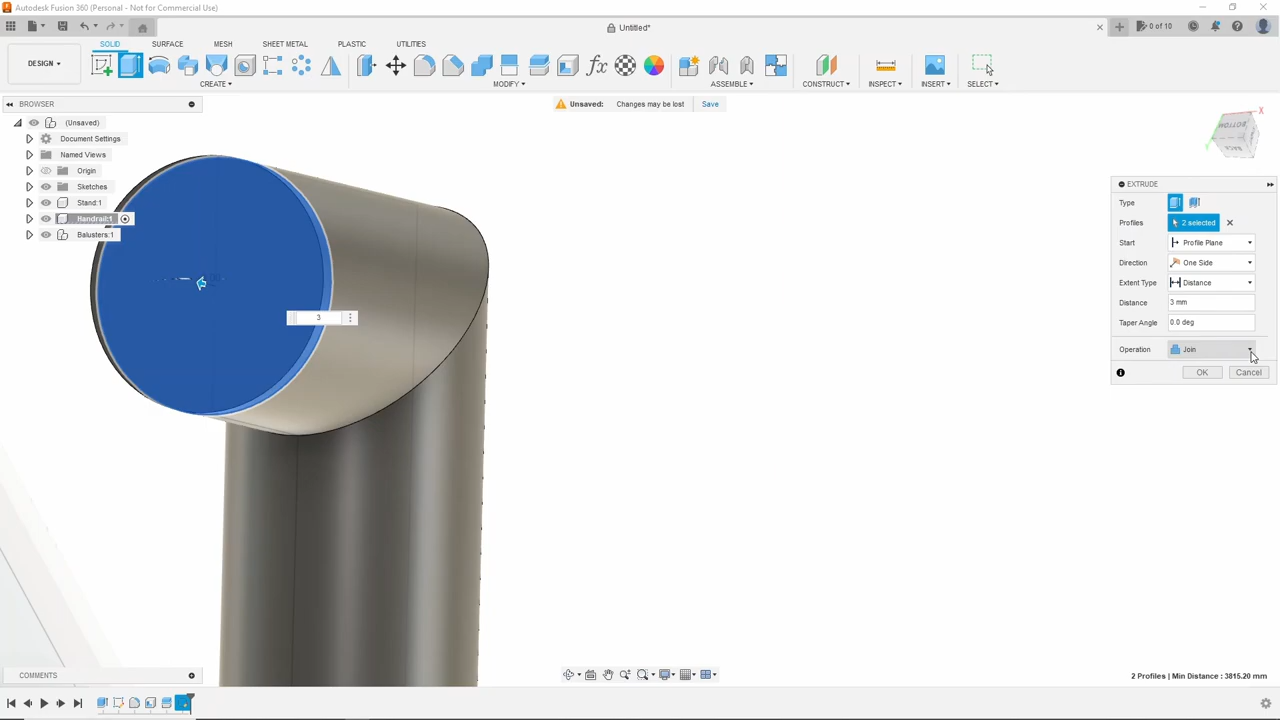 Autodesk Fusion 360 (Personal - Not for Commercial Use)
Untitled*
0 of 10
DESIGN
SOLID
SURFACE
MESH
SHEET METAL
PLASTIC
UTILITIES
CREATE
MODIFY
ASSEMBLE
CONSTRUCT
INSPECT
INSERT
SELECT
BROWSER
Unsaved: Changes may be lost Save
(Unsaved)
Document Settings
Named Views
Origin
Sketches
Stand:1
Handrail:1
Balusters:1
BOTTOM
BACK
X
Y
EXTRUDE
Type
Profiles 2 selected
Start Profile Plane
Direction One Side
Extent Type Distance
Distance 3 mm
Taper Angle 0.0 deg
Operation Join
OK Cancel
3
COMMENTS
2 Profiles | Min Distance : 3815.20 mm